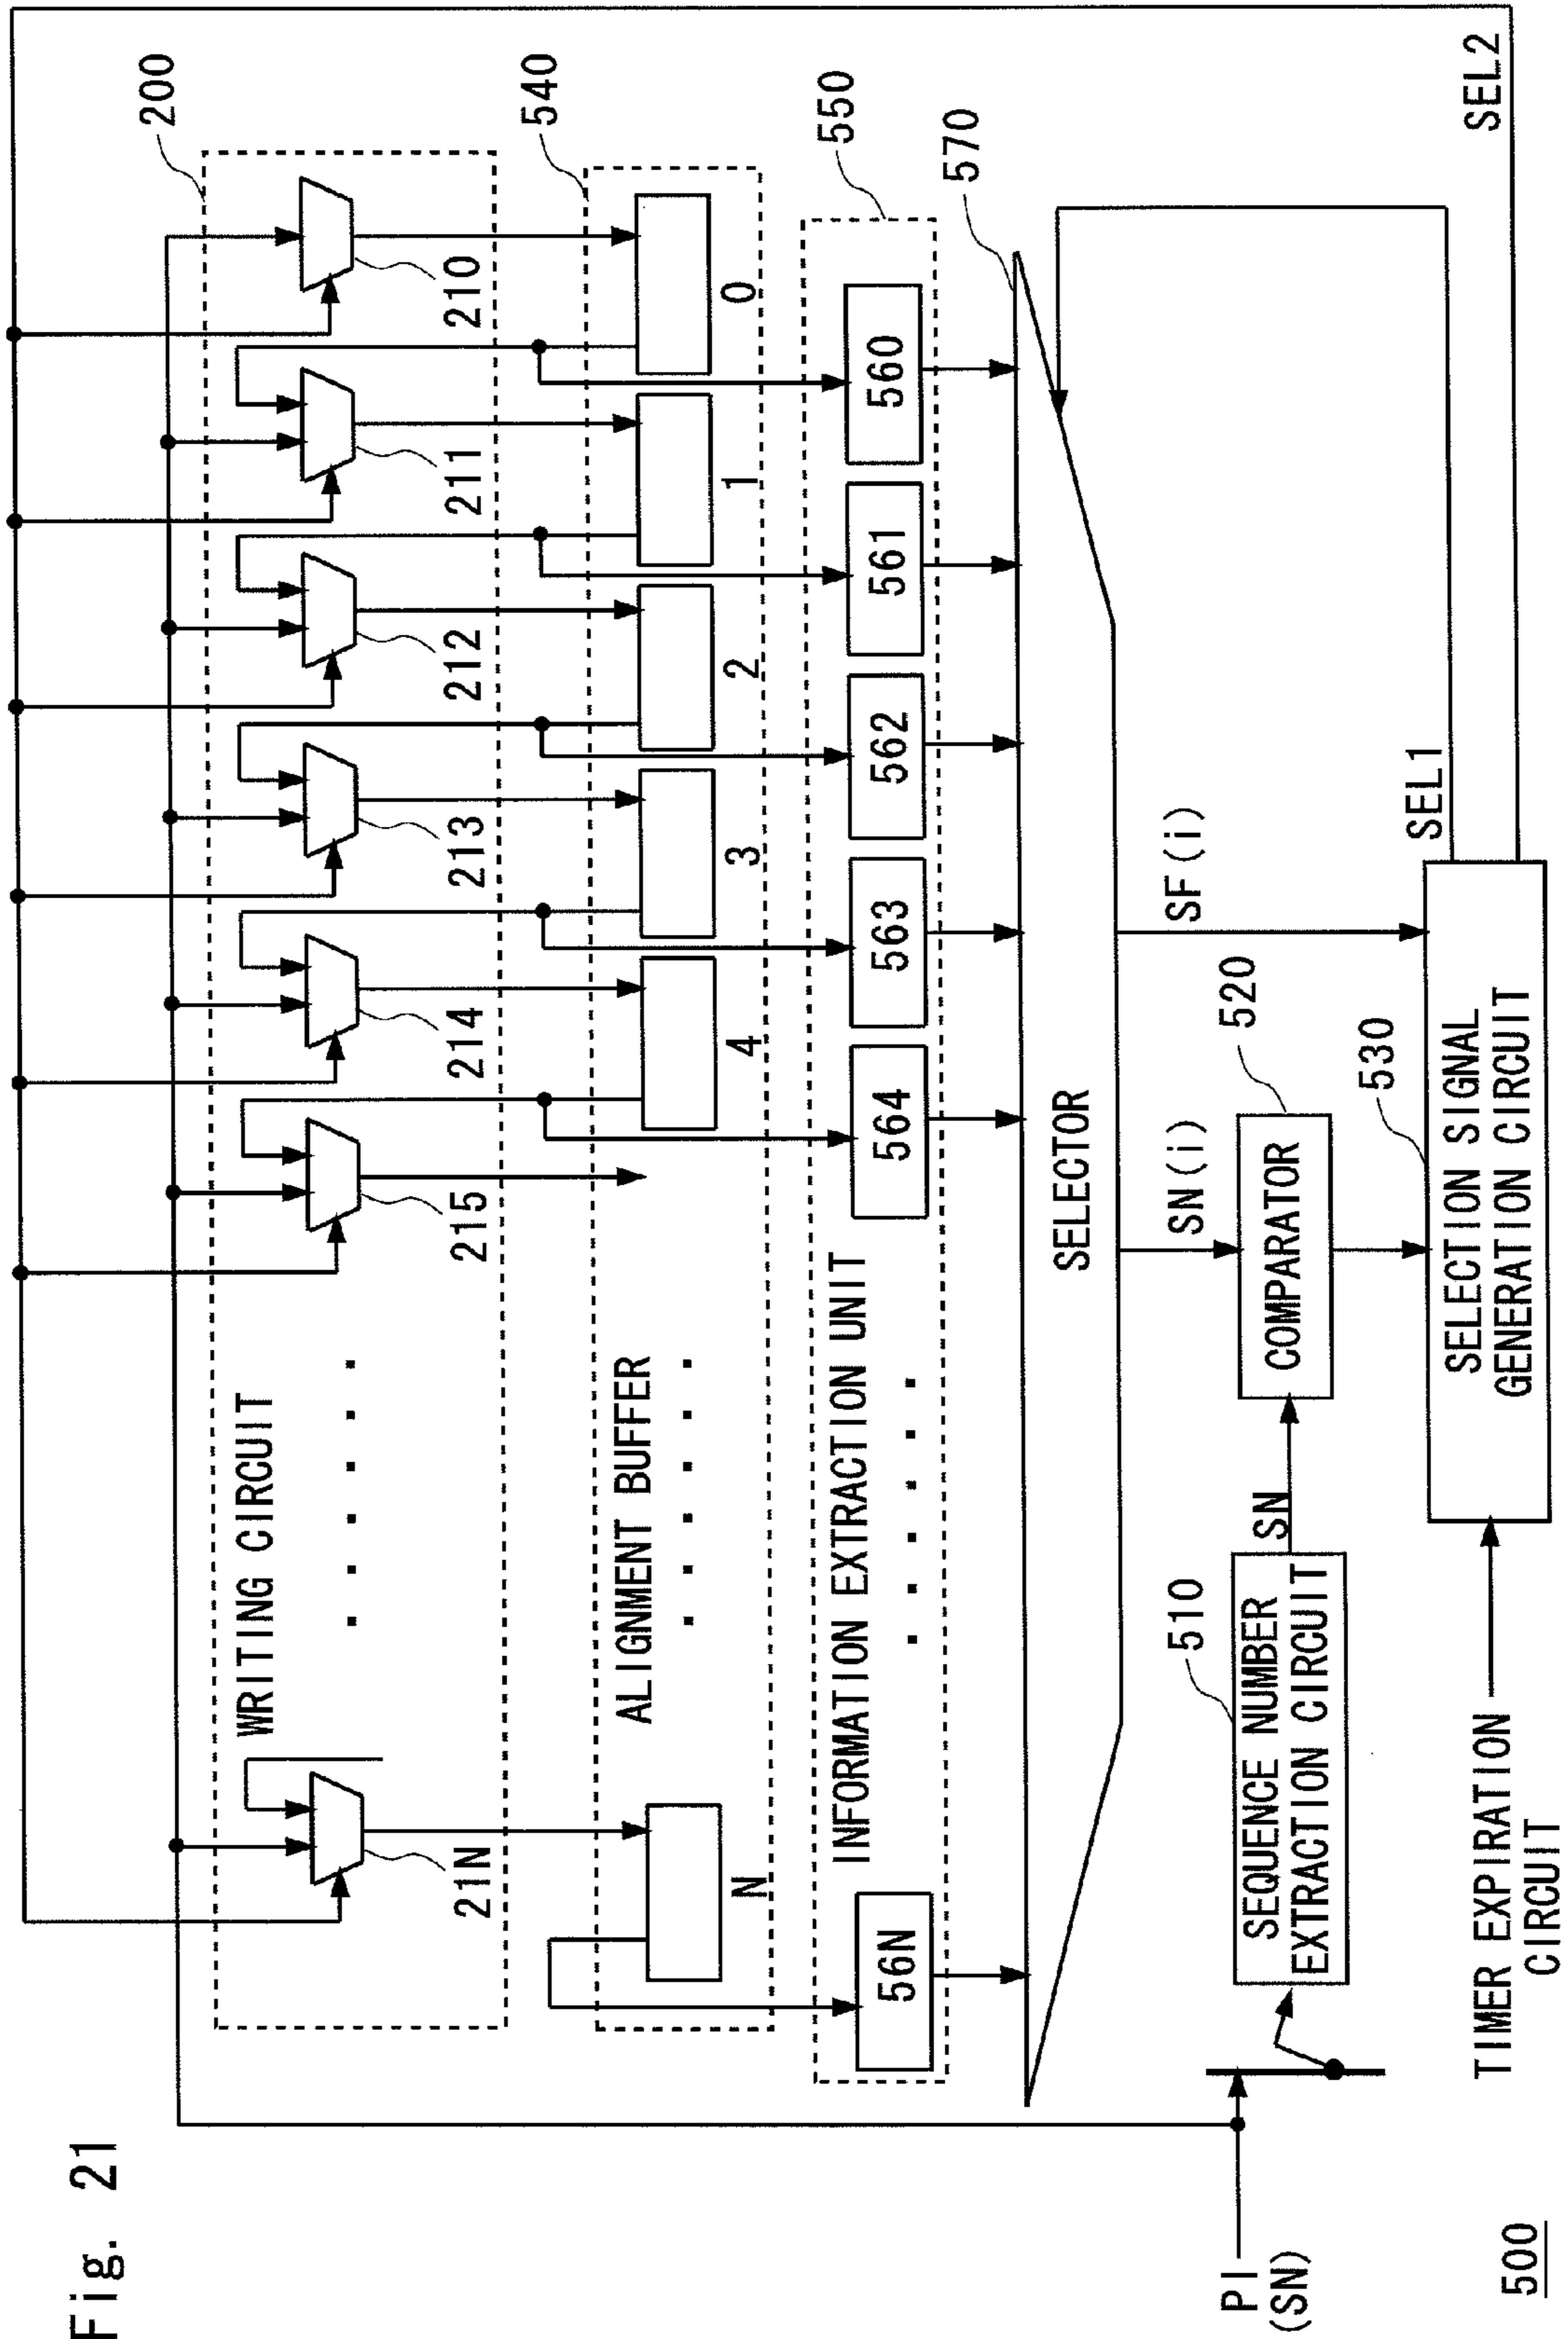 Fig. 21
200
WRITING CIRCUIT
21N
215
214
213
212
211
210
540
ALIGNMENT BUFFER
N
4
3
2
1
0
550
INFORMATION EXTRACTION UNIT
56N
564
563
562
561
560
570
SELECTOR
SN(i)
SF(i)
PI
(SN)
510
SEQUENCE NUMBER
EXTRACTION CIRCUIT
SN
520
COMPARATOR
530
SELECTION SIGNAL
GENERATION CIRCUIT
SEL1
SEL2
TIMER EXPIRATION
CIRCUIT
500